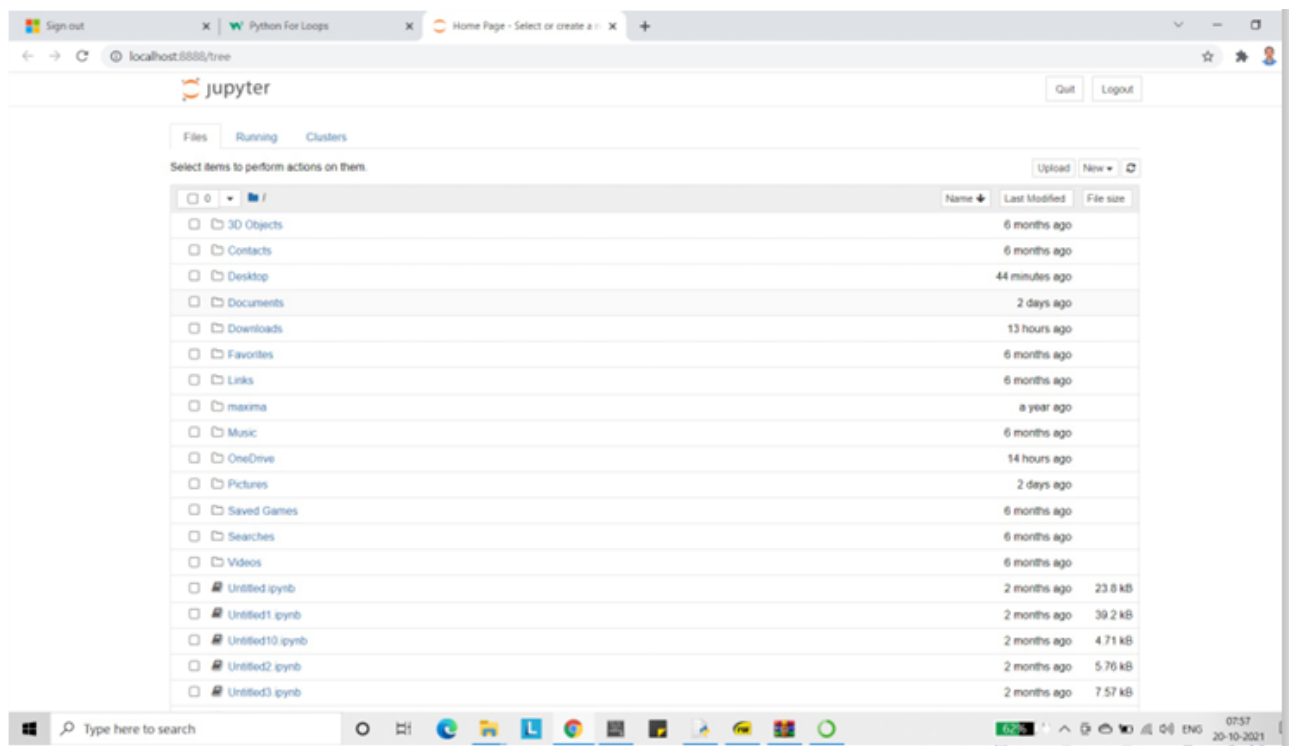 Sign out Python For Loops Home Page - Select or create a n
localhost:8888/tree
jupyter Quit Logout
Files Running Clusters
Select items to perform actions on them. Upload New
0 / Name Last Modified File size
3D Objects 6 months ago
Contacts 6 months ago
Desktop 44 minutes ago
Documents 2 days ago
Downloads 13 hours ago
Favorites 6 months ago
Links 6 months ago
maxima a year ago
Music 6 months ago
OneDrive 14 hours ago
Pictures 2 days ago
Saved Games 6 months ago
Searches 6 months ago
Videos 6 months ago
Untitled.ipynb 2 months ago 23.8 kB
Untitled1.ipynb 2 months ago 39.2 kB
Untitled10.ipynb 2 months ago 4.71 kB
Untitled2.ipynb 2 months ago 5.76 kB
Untitled3.ipynb 2 months ago 7.57 kB
Type here to search L 62% ENG 07:57
20-10-2021